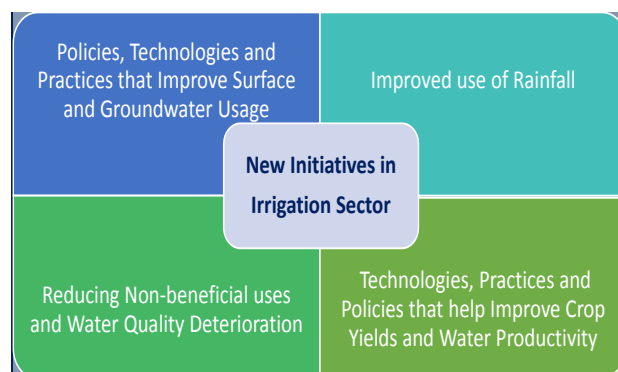 Policies, Technologies and
Practices that Improve Surface
and Groundwater Usage
Improved use of Rainfall
New Initiatives in
Irrigation Sector
Reducing Non-beneficial uses
and Water Quality Deterioration
Technologies, Practices and
Policies that help Improve Crop
Yields and Water Productivity